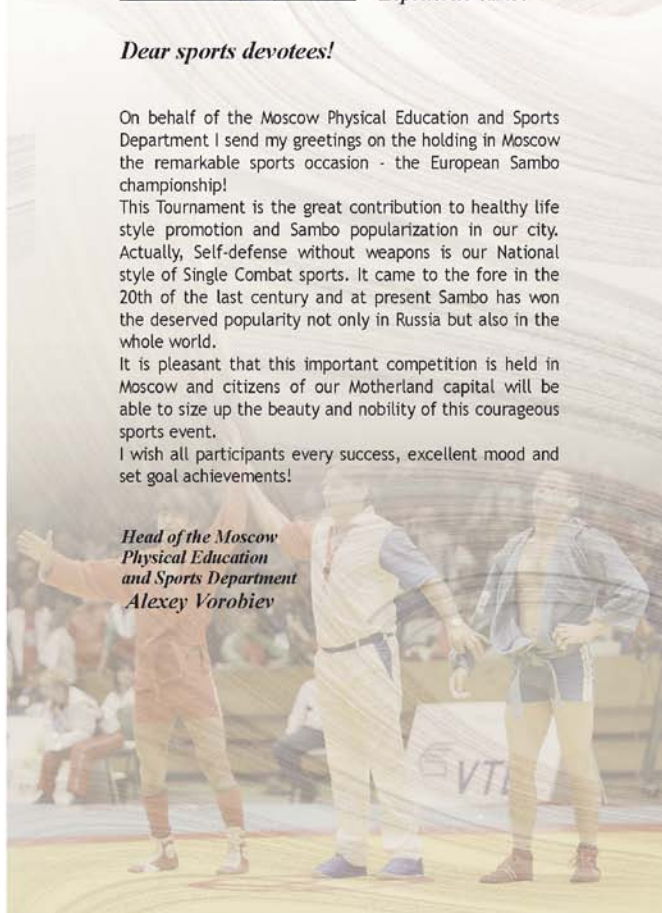 Dear sports devotees!
On behalf of the Moscow Physical Education and Sports
Department I send my greetings on the holding in Moscow
the remarkable sports occasion - the European Sambo
championship!
This Tournament is the great contribution to healthy life
style promotion and Sambo popularization in our city.
Actually, Self-defense without weapons is our National
style of Single Combat sports. It came to the fore in the
20th of the last century and at present Sambo has won
the deserved popularity not only in Russia but also in the
whole world.
It is pleasant that this important competition is held in
Moscow and citizens of our Motherland capital will be
able to size up the beauty and nobility of this courageous
sports event.
I wish all participants every success, excellent mood and
set goal achievements!
Head of the Moscow
Physical Education
and Sports Department
Alexey Vorobiev